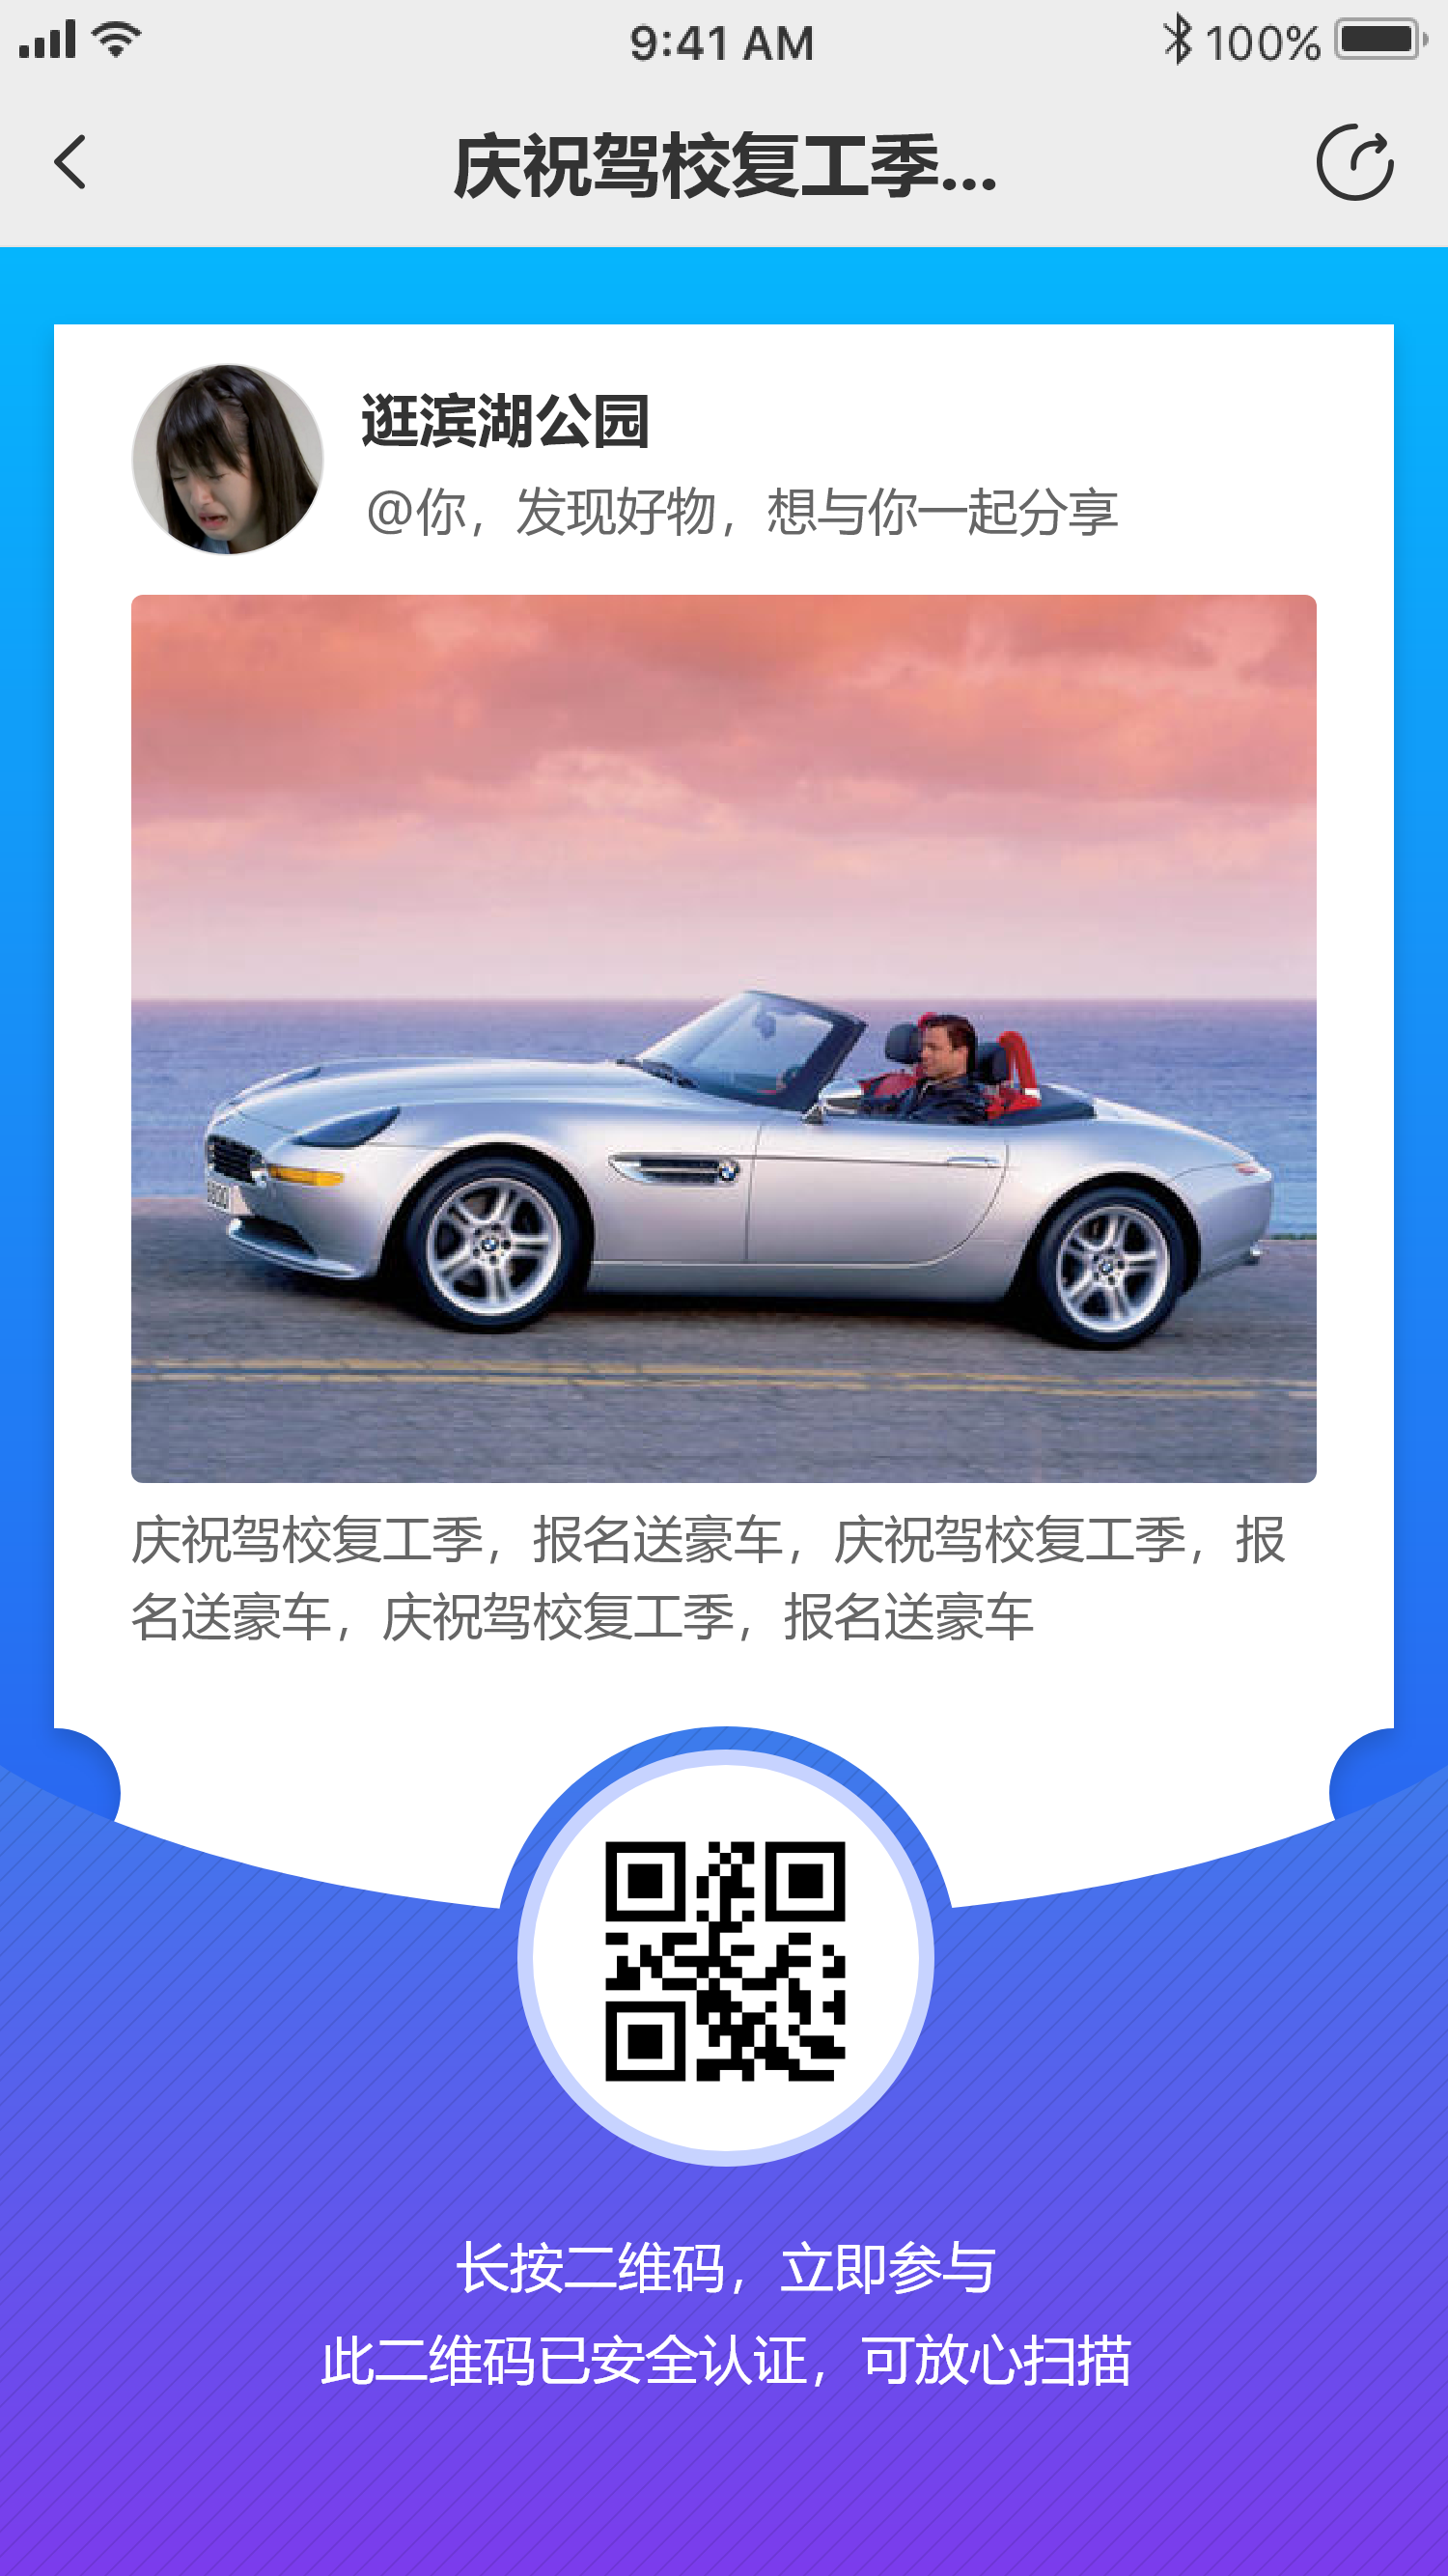 9:41 AM
100%
庆祝驾校复工季...
逛滨湖公园
@你，发现好物，想与你一起分享
庆祝驾校复工季，报名送豪车，庆祝驾校复工季，报
名送豪车，庆祝驾校复工季，报名送豪车
长按二维码，立即参与
此二维码已安全认证，可放心扫描